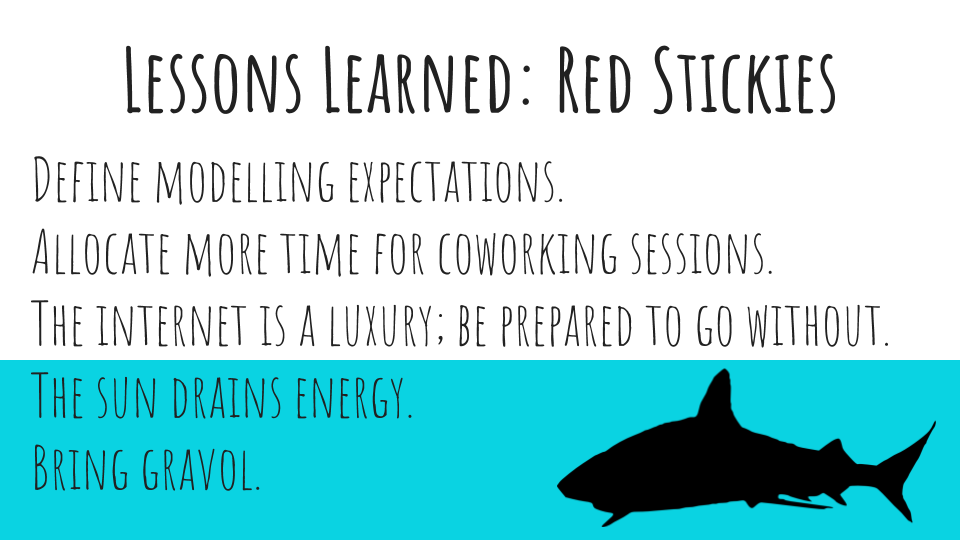 Lessons Learned: Red Stickies
Define modelling expectations.
Allocate more time for coworking sessions.
The internet is a luxury; be prepared to go without.
The sun drains energy.
Bring gravol.